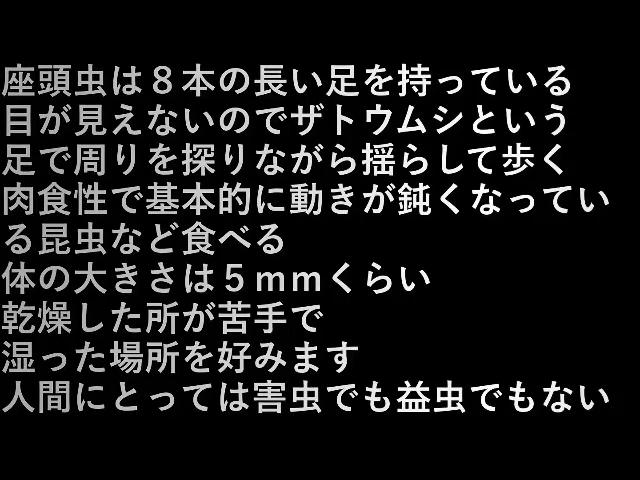 座頭虫は８本の長い足を持っている
目が見えないのでザトウムシという
足で周りを探りながら揺らして歩く
肉食性で基本的に動きが鈍くなってい
る昆虫など食べる
体の大きさは５ｍｍくらい
乾燥した所が苦手で
湿った場所を好みます
人間にとっては害虫でも益虫でもない